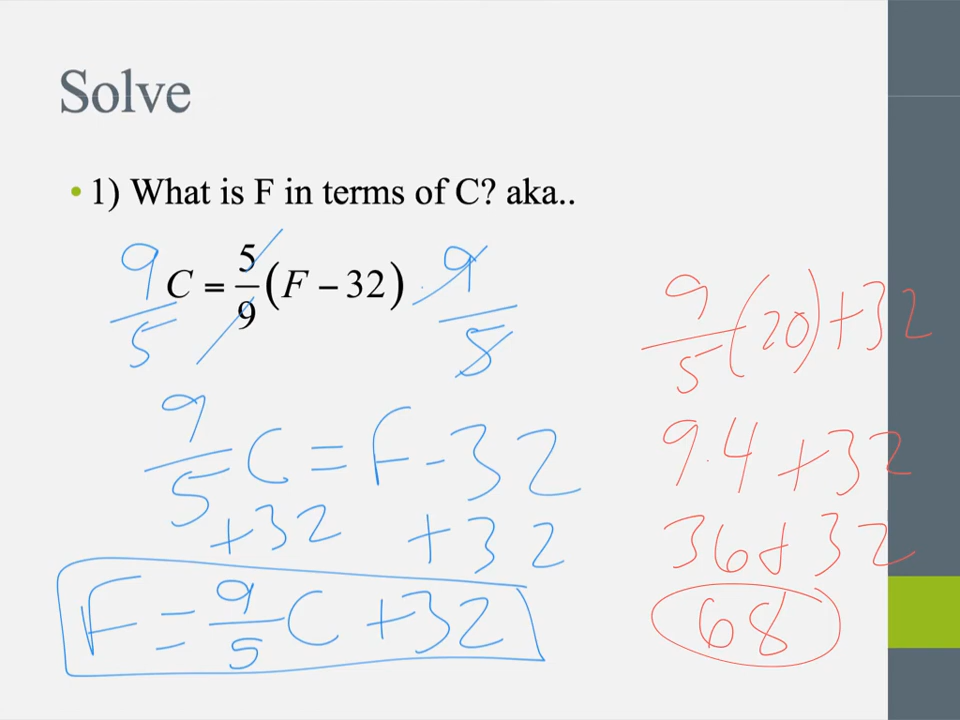 Solve
• 1) What is F in terms of C? aka..
9/5 C = 5/9 (F – 32) 9/5
9/5 C = F - 32
+32 +32
F = 9/5 C + 32
9/5 (20) + 32
9·4 + 32
36 + 32
68